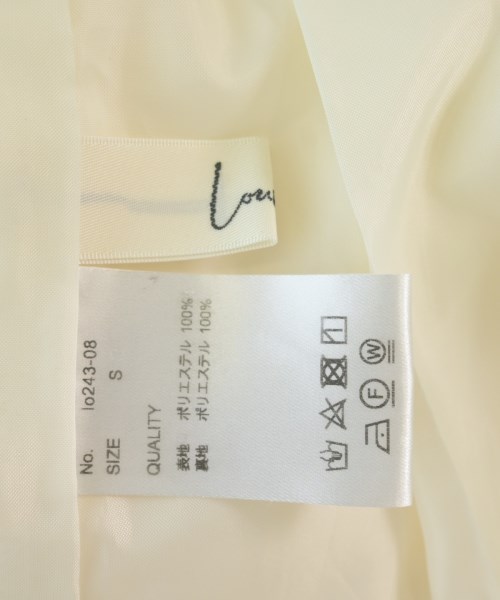 No. lo243-08
SIZE S
QUALITY
表地 ポリエステル 100%
裏地 ポリエステル 100%
F
W